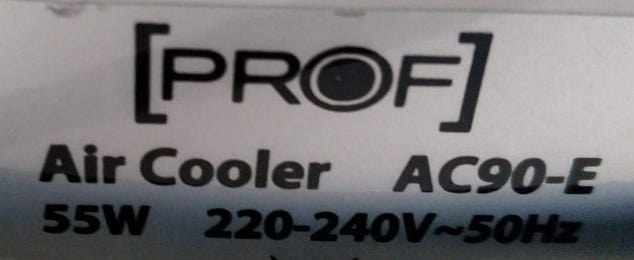 [PROF]
Air Cooler AC90-E
55W 220-240V~50Hz